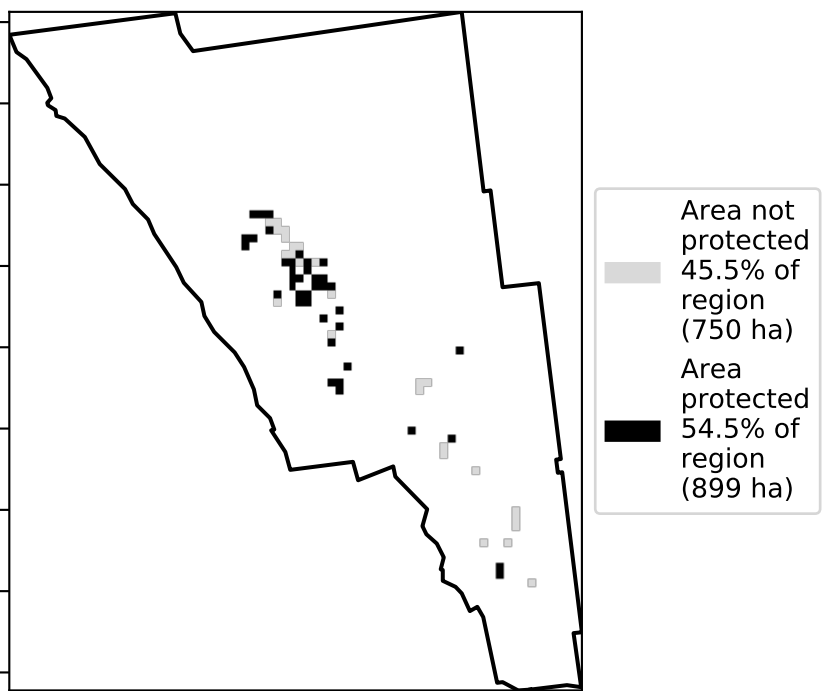 Area not
protected
45.5% of
region
(750 ha)
Area
protected
54.5% of
region
(899 ha)